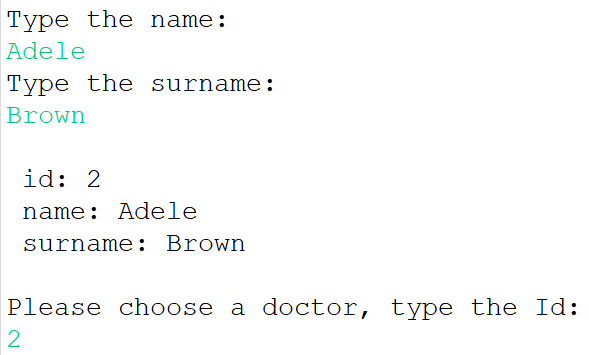 Type the name:
Adele
Type the surname:
Brown
id: 2
name: Adele
surname: Brown
Please choose a doctor, type the Id:
2